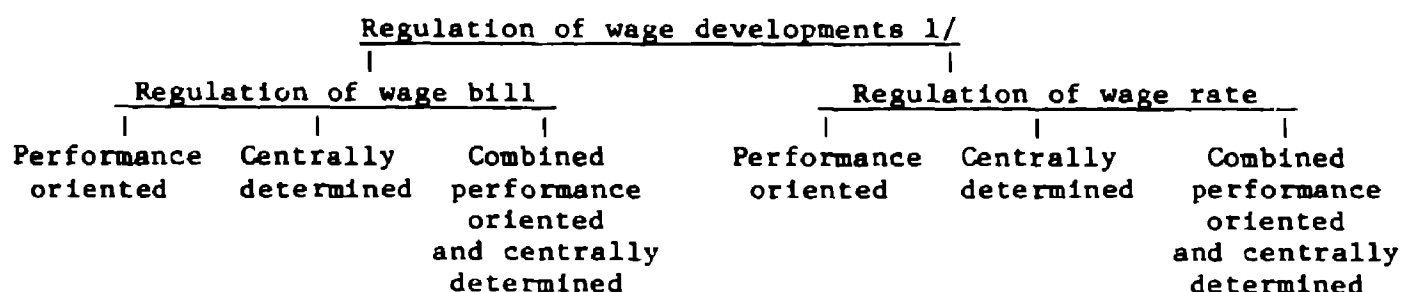 Regulation of wage developments 1/
Regulation of wage bill Regulation of wage rate
Performance Centrally Combined Performance Centrally Combined
oriented determined performance oriented determined performance
oriented oriented
and centrally and centrally
determined determined